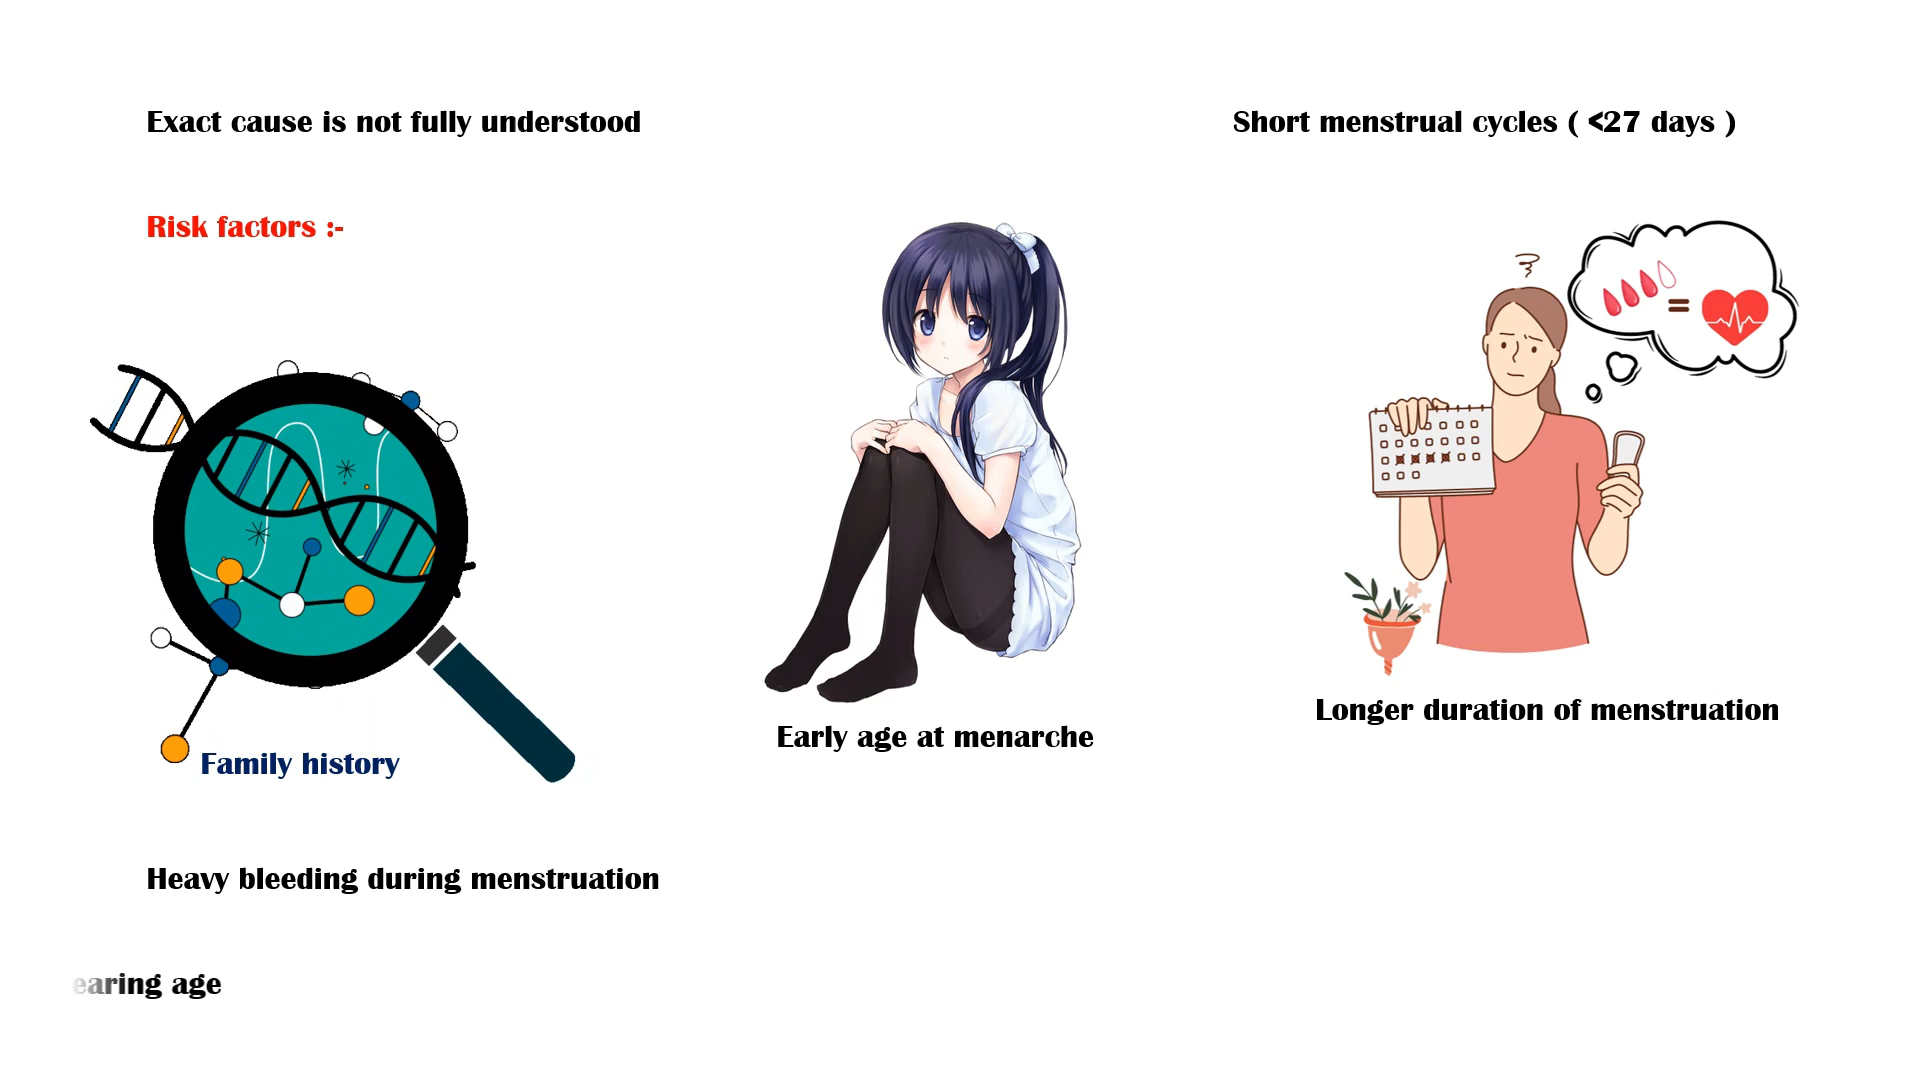 Exact cause is not fully understood
Short menstrual cycles ( <27 days )
Risk factors :-
Longer duration of menstruation
Early age at menarche
Family history
Heavy bleeding during menstruation
earing age